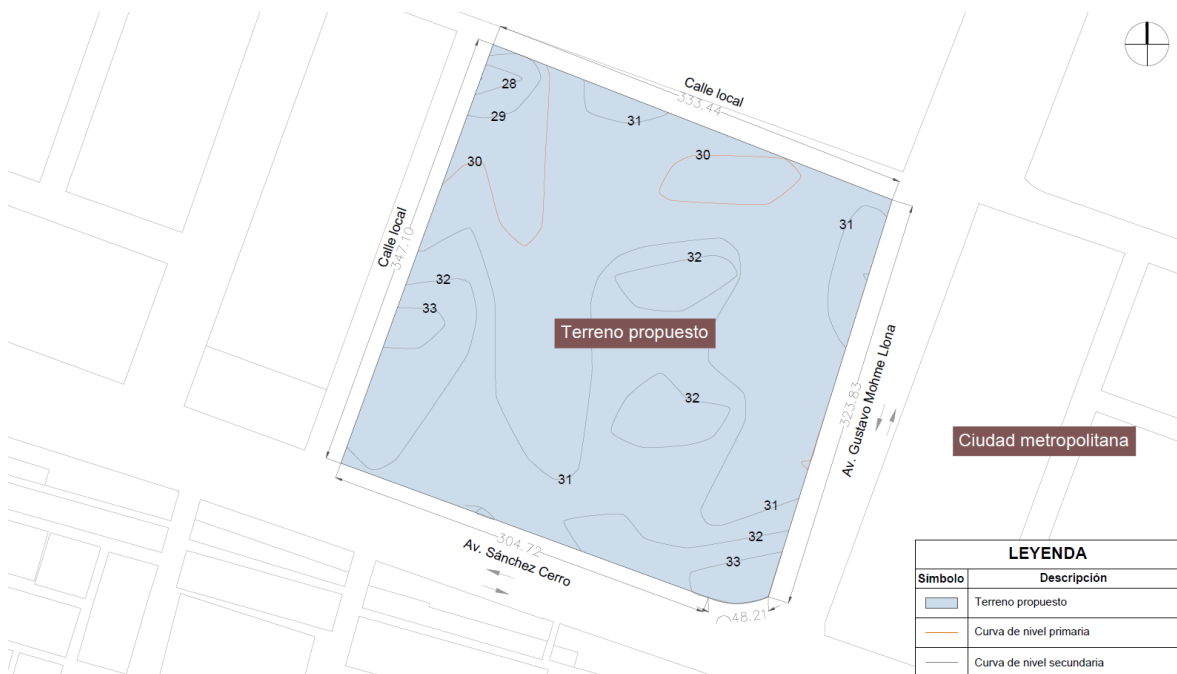 Calle local
333.44
28
29
31
30
30
31
Calle local
347.10
32
32
33
Terreno propuesto
32
31
323.83
Av. Gustavo Mohme Llona
Ciudad metropolitana
31
32
33
304.72
Av. Sánchez Cerro
48.21
LEYENDA
Símbolo Descripción
Terreno propuesto
Curva de nivel primaria
Curva de nivel secundaria